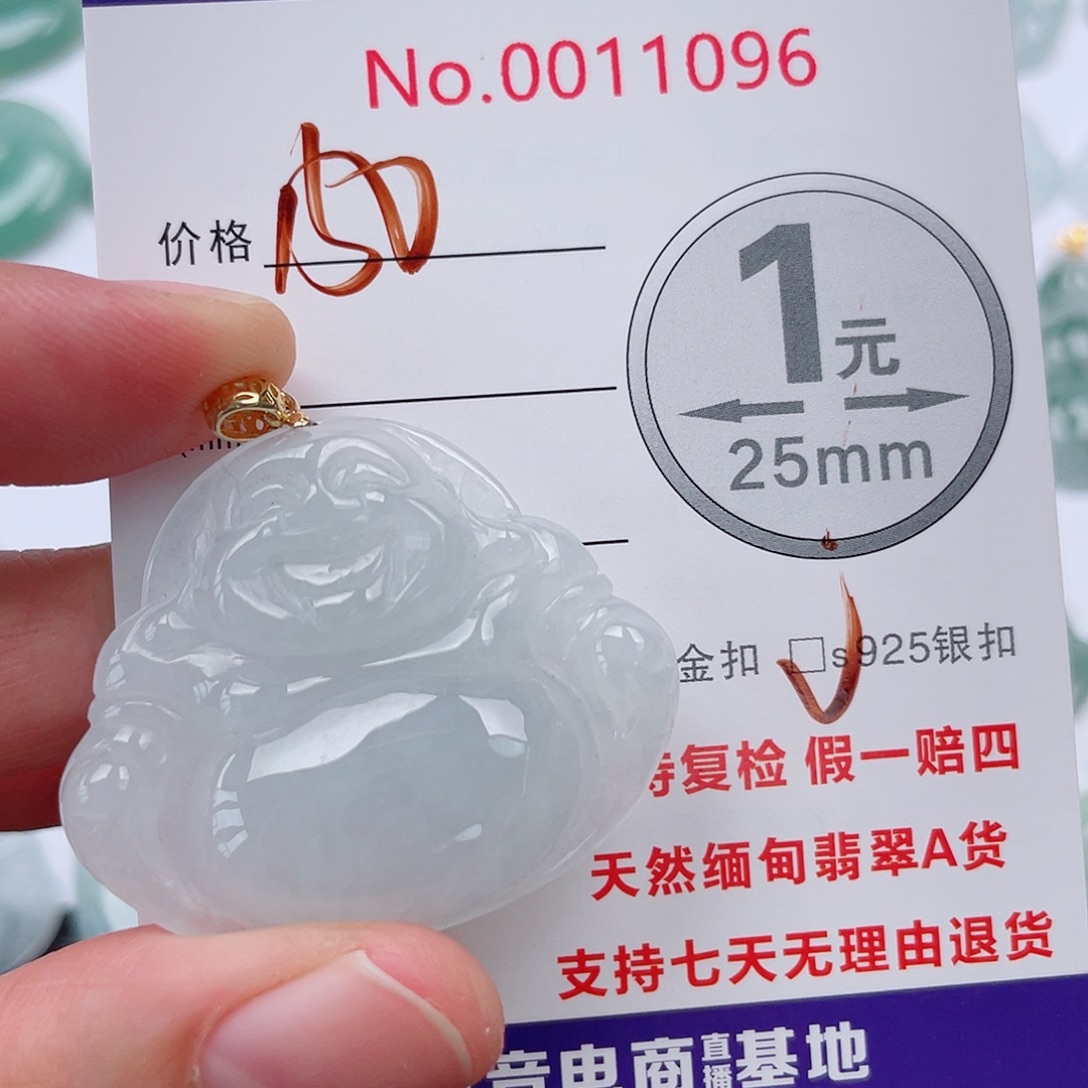 No.0011096
价格
1元
25mm
金扣 □s925银扣
持复检 假一赔四
天然缅甸翡翠A货
支持七天无理由退货
音电商直播基地